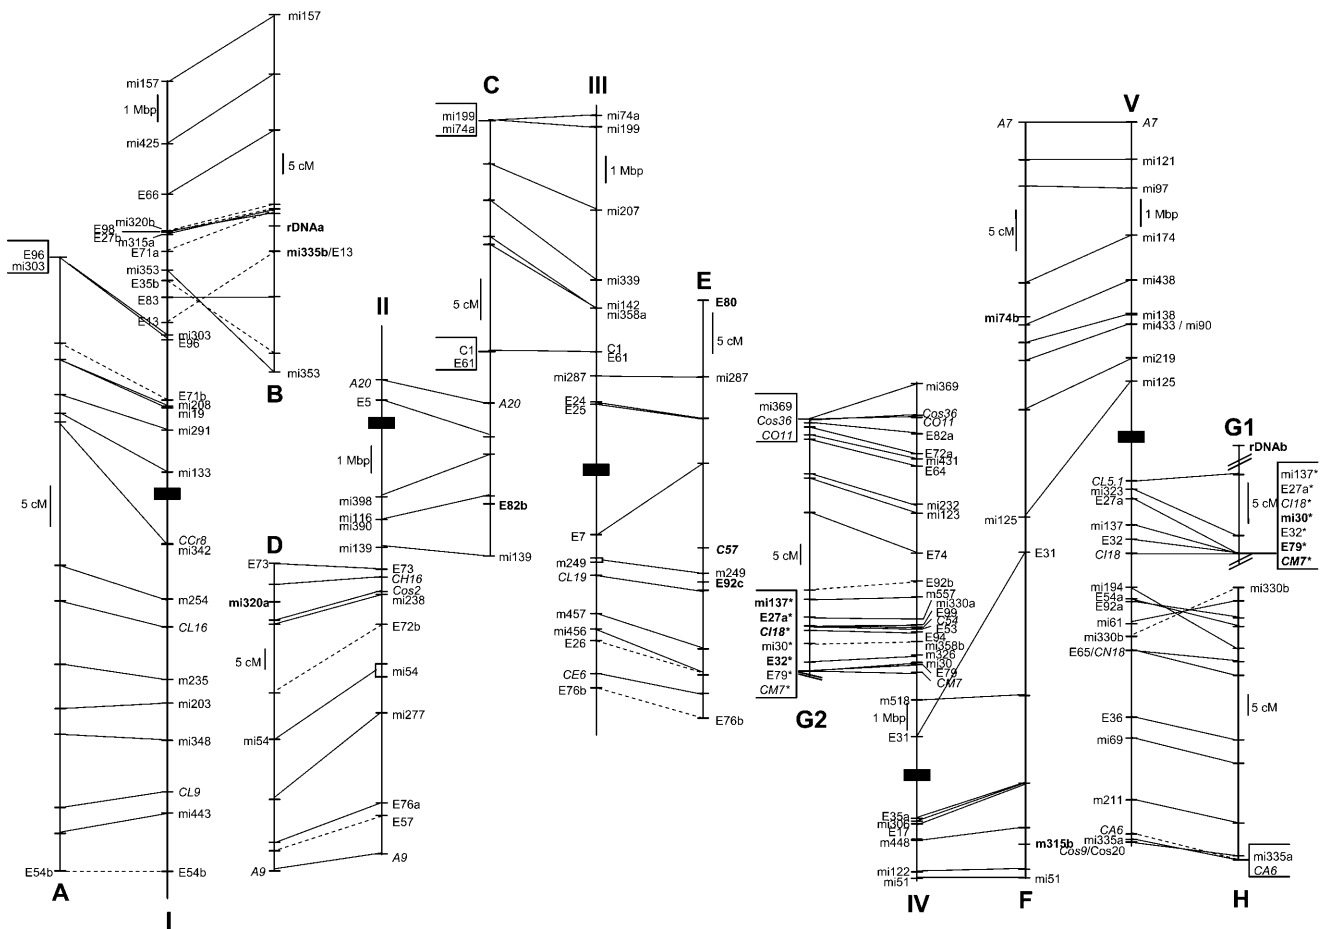 mi157
mi157
1 Mbp
mi425
5 cM
E66
mi320b
E98
E27b
mi315a
rDNAa
E71a
mi335b/E13
mi353
E35b
E83
E13
mi303
E96
mi353
B
E96
mi303
E71b
mi208
mi19
mi291
mi133
5 cM
CCr8
mi342
m254
CL16
m235
mi203
mi348
CL9
mi443
E54b
E54b
A
I
II
A20
E5
1 Mbp
mi398
mi116
mi390
mi139
D
E73
E73
CH16
Cos2
mi320a
mi238
E72b
5 cM
mi54
mi54
mi277
E76a
E57
A9
A9
C
mi199
mi74a
5 cM
C1
E61
A20
E82b
mi139
III
mi74a
mi199
1 Mbp
mi207
mi339
mi142
mi358a
C1
E61
mi287
E24
E25
E7
m249
CL19
m457
mi456
E26
CE6
E76b
E
E80
5 cM
mi287
C57
m249
E92c
E76b
mi369
Cos36
CO11
5 cM
mi137*
E27a*
Cl18*
mi30*
E32*
E79*
CM7*
G2
mi369
Cos36
CO11
E82a
E72a
mi431
E64
mi232
mi123
E74
E92b
m557
mi330a
E99
C54
E53
E94
mi358b
m326
mi30
E79
CM7
m518
1 Mbp
E31
E35a
mi306
E17
m448
mi122
mi51
IV
A7
5 cM
mi74b
mi125
E31
m315b
mi51
F
V
A7
mi121
mi97
1 Mbp
mi174
mi438
mi138
mi433 / mi90
mi219
mi125
CL5.1
mi323
E27a
mi137
E32
Cl18
mi194
E54a
E92a
mi61
mi330b
E65/CN18
E36
mi69
m211
CA6
mi335a
Cos9/Cos20
G1
rDNAb
5 cM
mi137*
E27a*
Cl18*
mi30*
E32*
E79*
CM7*
mi330b
5 cM
mi335a
CA6
H